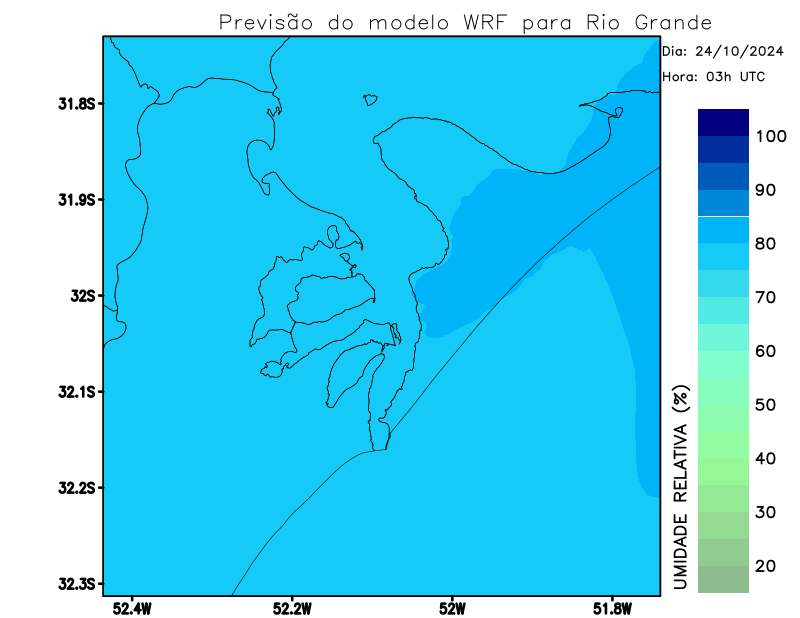 Previsão do modelo WRF para Rio Grande
Dia: 24/10/2024
Hora: 03h UTC
31.8S
31.9S
32S
32.1S
32.2S
32.3S
52.4W
52.2W
52W
51.8W
100
90
80
70
60
50
40
30
20
UMIDADE RELATIVA (%)